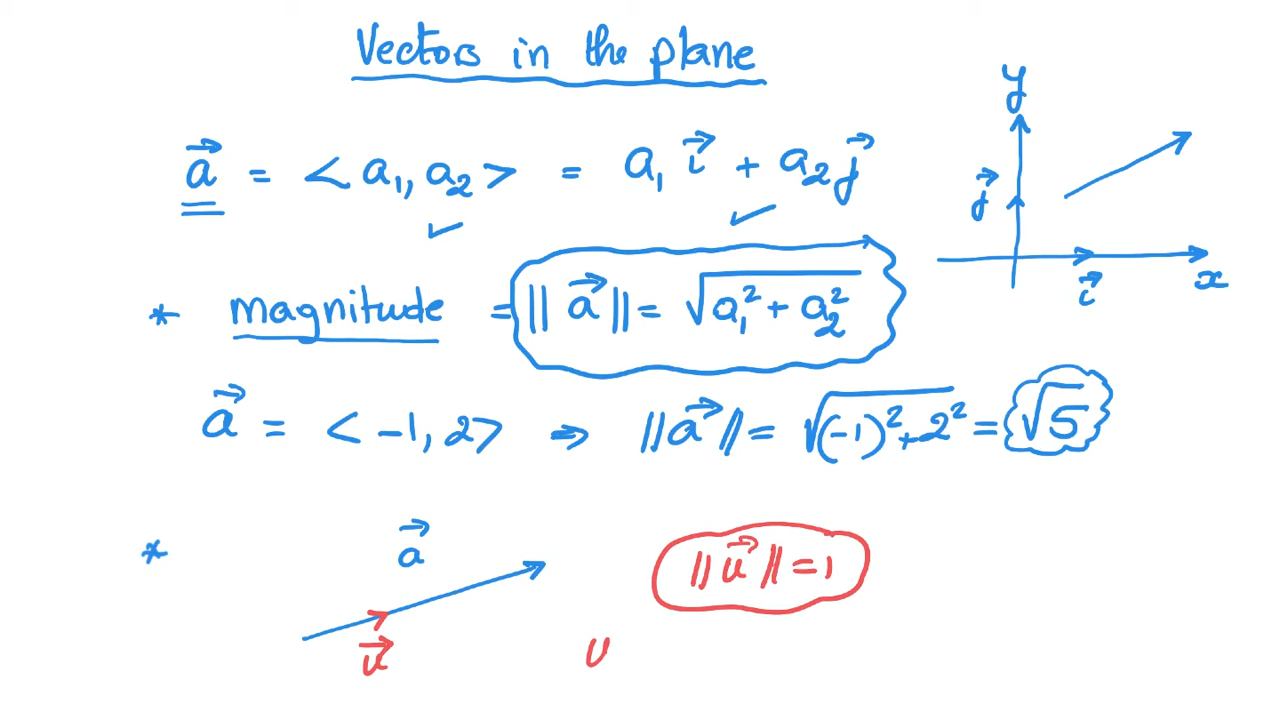 Vectors in the plane
y
a⃗ = <a₁, a₂> = a₁ i⃗ + a₂ j⃗
j⃗
i⃗ x
* magnitude = ||a⃗|| = √(a₁² + a₂²)
a⃗ = <-1, 2> ⇒ ||a⃗|| = √((-1)² + 2²) = √5
* a⃗
||u⃗|| = 1
u⃗ u